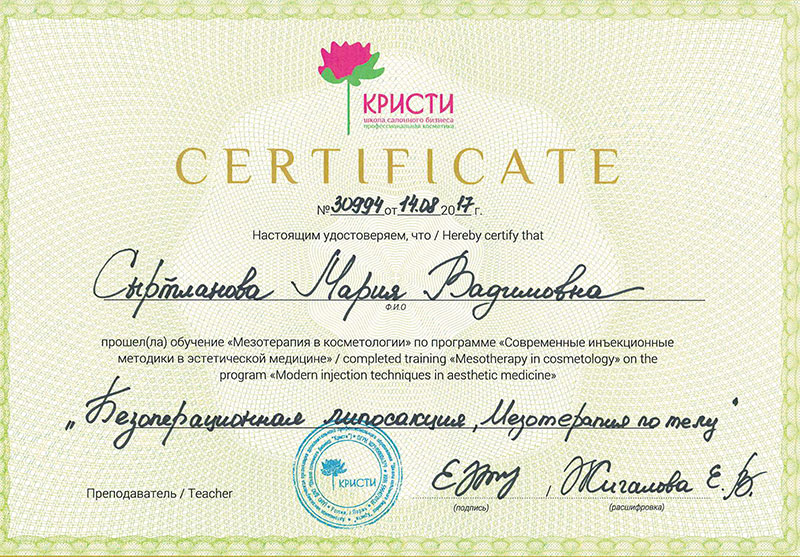 КРИСТИ
школа салонного бизнеса
профессиональная косметика
CERTIFICATE
№ 30994 от 14.08 2017 г.
Настоящим удостоверяем, что / Hereby certify that
Сыртланова Мария Вадимовна
Ф.И.О
прошел(ла) обучение «Мезотерапия в косметологии» по программе «Современные инъекционные
методики в эстетической медицине» / completed training «Mesotherapy in cosmetology» on the
program «Modern injection techniques in aesthetic medicine»
„Безоперационная липосакция, Мезотерапия по телу"
КРИСТИ
Преподаватель / Teacher
, Жигалова Е. В.
(подпись)
(расшифровка)